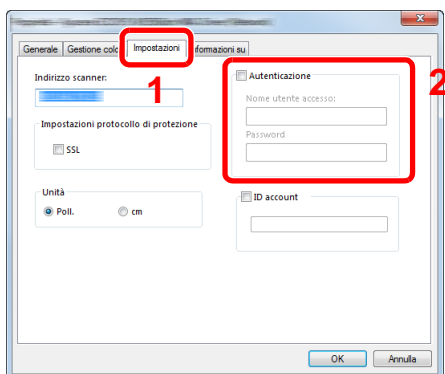 Generale
Gestione colo
Impostazioni
nformazioni su
Indirizzo scanner:
1
Autenticazione
2
Nome utente accesso:
Password
Impostazioni protocollo di protezione
SSL
Unità
Poll.
cm
ID account
OK
Annulla